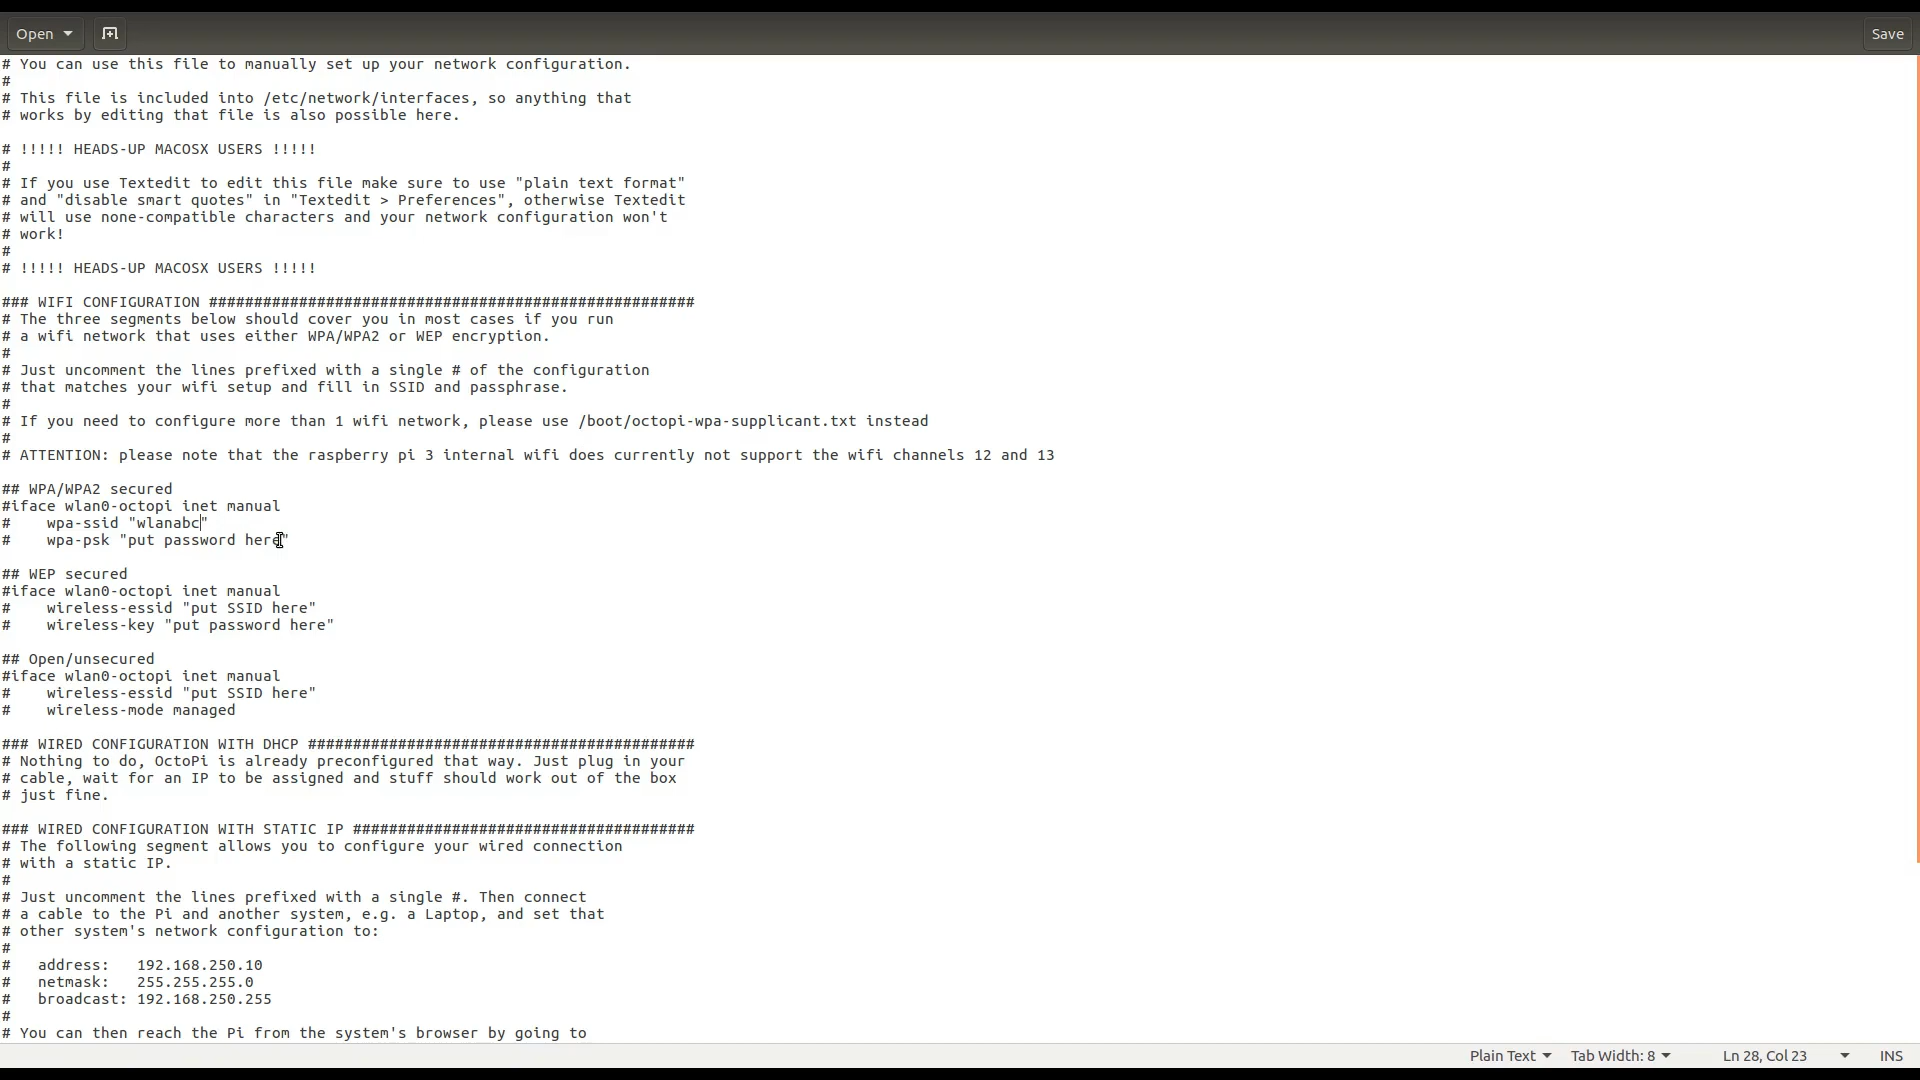 Open
Save
# You can use this file to manually set up your network configuration.
#
# This file is included into /etc/network/interfaces, so anything that
# works by editing that file is also possible here.
# !!!!! HEADS-UP MACOSX USERS !!!!!
#
# If you use Textedit to edit this file make sure to use "plain text format"
# and "disable smart quotes" in "Textedit > Preferences", otherwise Textedit
# will use none-compatible characters and your network configuration won't
# work!
#
# !!!!! HEADS-UP MACOSX USERS !!!!!
### WIFI CONFIGURATION ######################################################
# The three segments below should cover you in most cases if you run
# a wifi network that uses either WPA/WPA2 or WEP encryption.
#
# Just uncomment the lines prefixed with a single # of the configuration
# that matches your wifi setup and fill in SSID and passphrase.
#
# If you need to configure more than 1 wifi network, please use /boot/octopi-wpa-supplicant.txt instead
#
# ATTENTION: please note that the raspberry pi 3 internal wifi does currently not support the wifi channels 12 and 13
## WPA/WPA2 secured
#iface wlan0-octopi inet manual
#    wpa-ssid "wlanabc"
#    wpa-psk "put password here"
## WEP secured
#iface wlan0-octopi inet manual
#    wireless-essid "put SSID here"
#    wireless-key "put password here"
## Open/unsecured
#iface wlan0-octopi inet manual
#    wireless-essid "put SSID here"
#    wireless-mode managed
### WIRED CONFIGURATION WITH DHCP ###########################################
# Nothing to do, OctoPi is already preconfigured that way. Just plug in your
# cable, wait for an IP to be assigned and stuff should work out of the box
# just fine.
### WIRED CONFIGURATION WITH STATIC IP ######################################
# The following segment allows you to configure your wired connection
# with a static IP.
#
# Just uncomment the lines prefixed with a single #. Then connect
# a cable to the Pi and another system, e.g. a Laptop, and set that
# other system's network configuration to:
#
#   address:   192.168.250.10
#   netmask:   255.255.255.0
#   broadcast: 192.168.250.255
#
# You can then reach the Pi from the system's browser by going to
Plain Text
Tab Width: 8
Ln 28, Col 23
INS